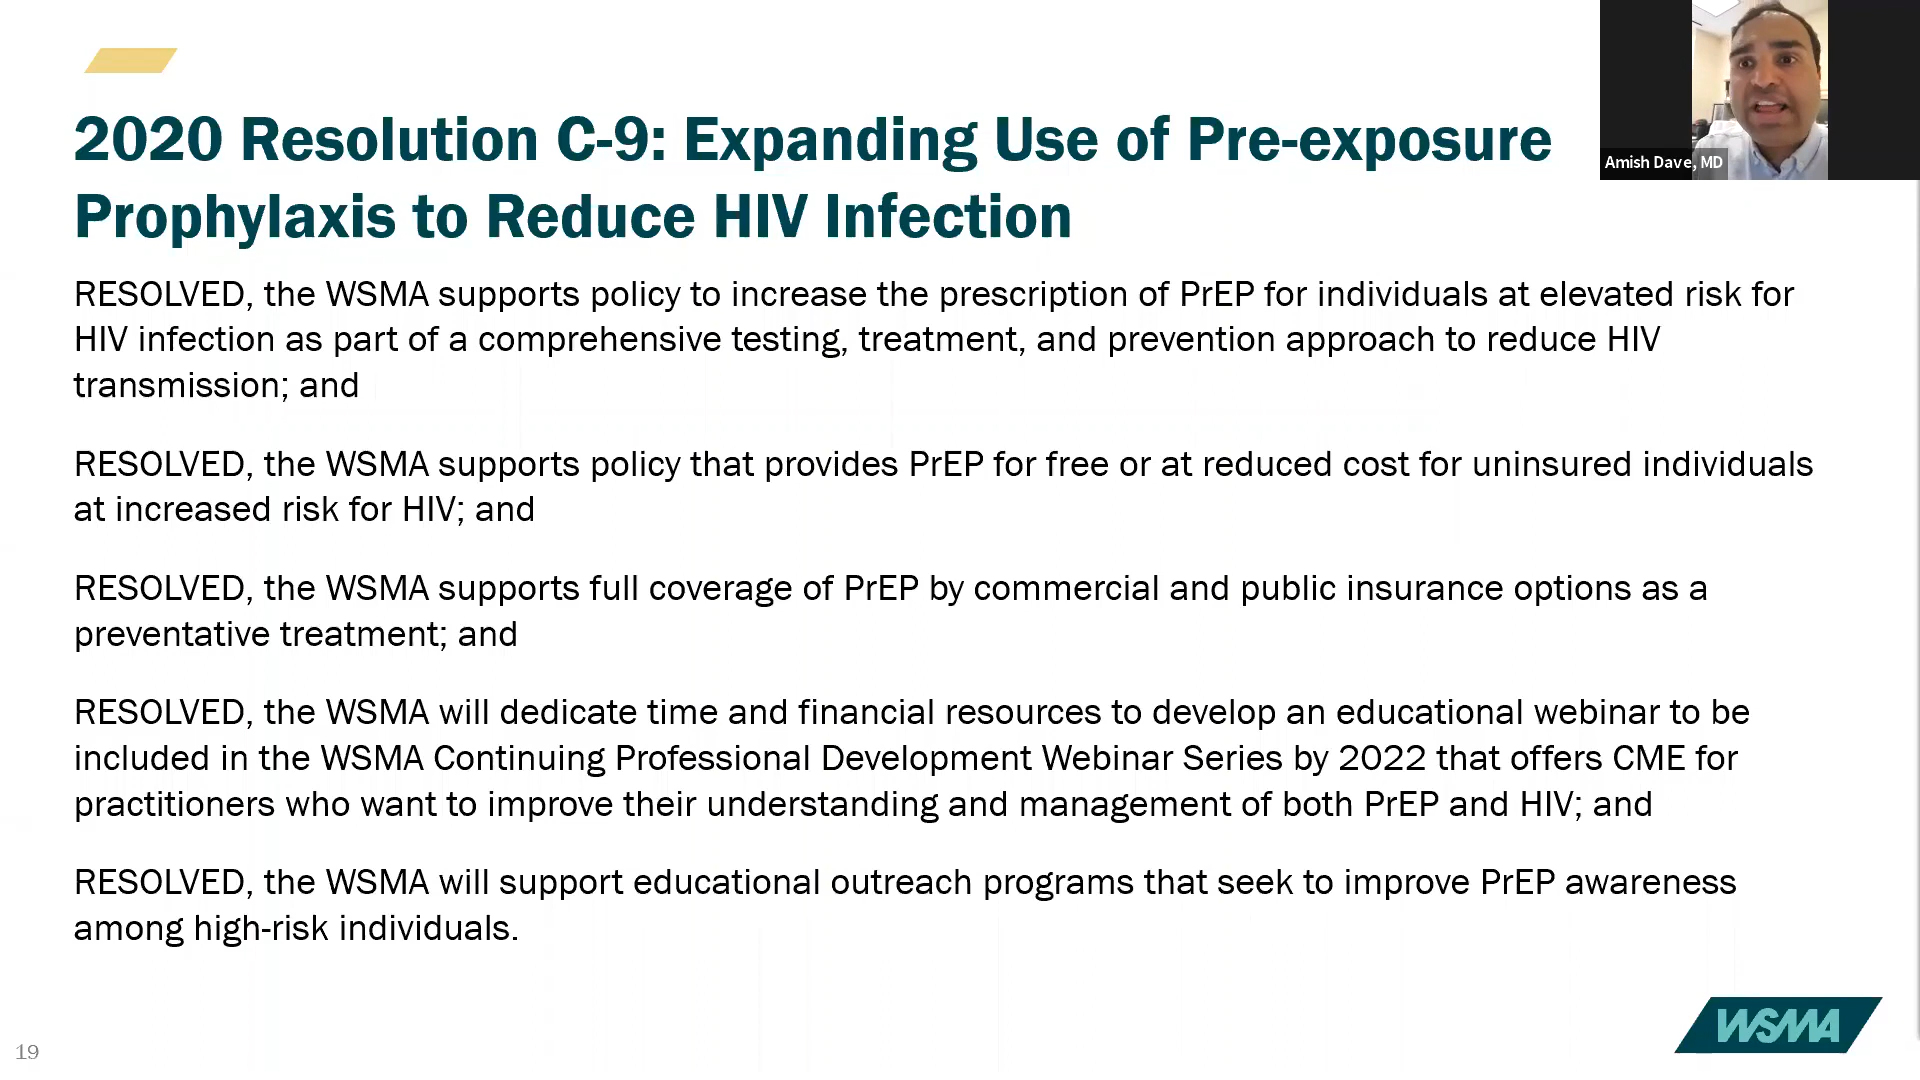 2020 Resolution C-9: Expanding Use of Pre-exposure
Prophylaxis to Reduce HIV Infection
Amish Dave, MD
RESOLVED, the WSMA supports policy to increase the prescription of PrEP for individuals at elevated risk for
HIV infection as part of a comprehensive testing, treatment, and prevention approach to reduce HIV
transmission; and
RESOLVED, the WSMA supports policy that provides PrEP for free or at reduced cost for uninsured individuals
at increased risk for HIV; and
RESOLVED, the WSMA supports full coverage of PrEP by commercial and public insurance options as a
preventative treatment; and
RESOLVED, the WSMA will dedicate time and financial resources to develop an educational webinar to be
included in the WSMA Continuing Professional Development Webinar Series by 2022 that offers CME for
practitioners who want to improve their understanding and management of both PrEP and HIV; and
RESOLVED, the WSMA will support educational outreach programs that seek to improve PrEP awareness
among high-risk individuals.
WSMA
19